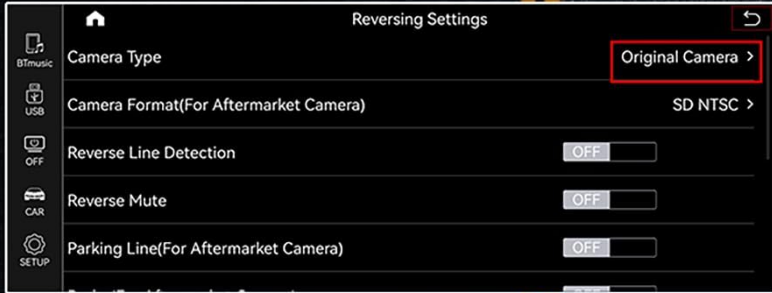 Reversing Settings
BTmusic
Camera Type
Original Camera >
USB
Camera Format(For Aftermarket Camera)
SD NTSC >
OFF
Reverse Line Detection
OFF
CAR
Reverse Mute
OFF
SETUP
Parking Line(For Aftermarket Camera)
OFF